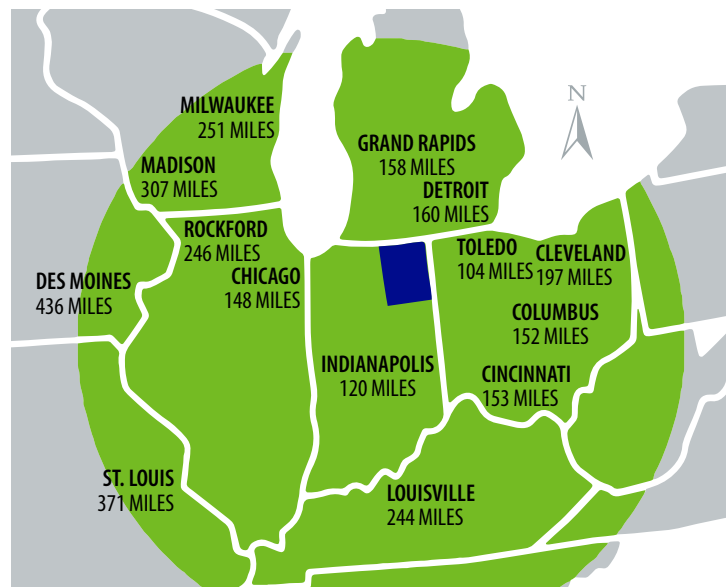 N
MILWAUKEE
251 MILES
GRAND RAPIDS
158 MILES
MADISON
307 MILES
DETROIT
160 MILES
ROCKFORD
246 MILES
TOLEDO
104 MILES
CLEVELAND
197 MILES
CHICAGO
148 MILES
DES MOINES
436 MILES
COLUMBUS
152 MILES
INDIANAPOLIS
120 MILES
CINCINNATI
153 MILES
ST. LOUIS
371 MILES
LOUISVILLE
244 MILES